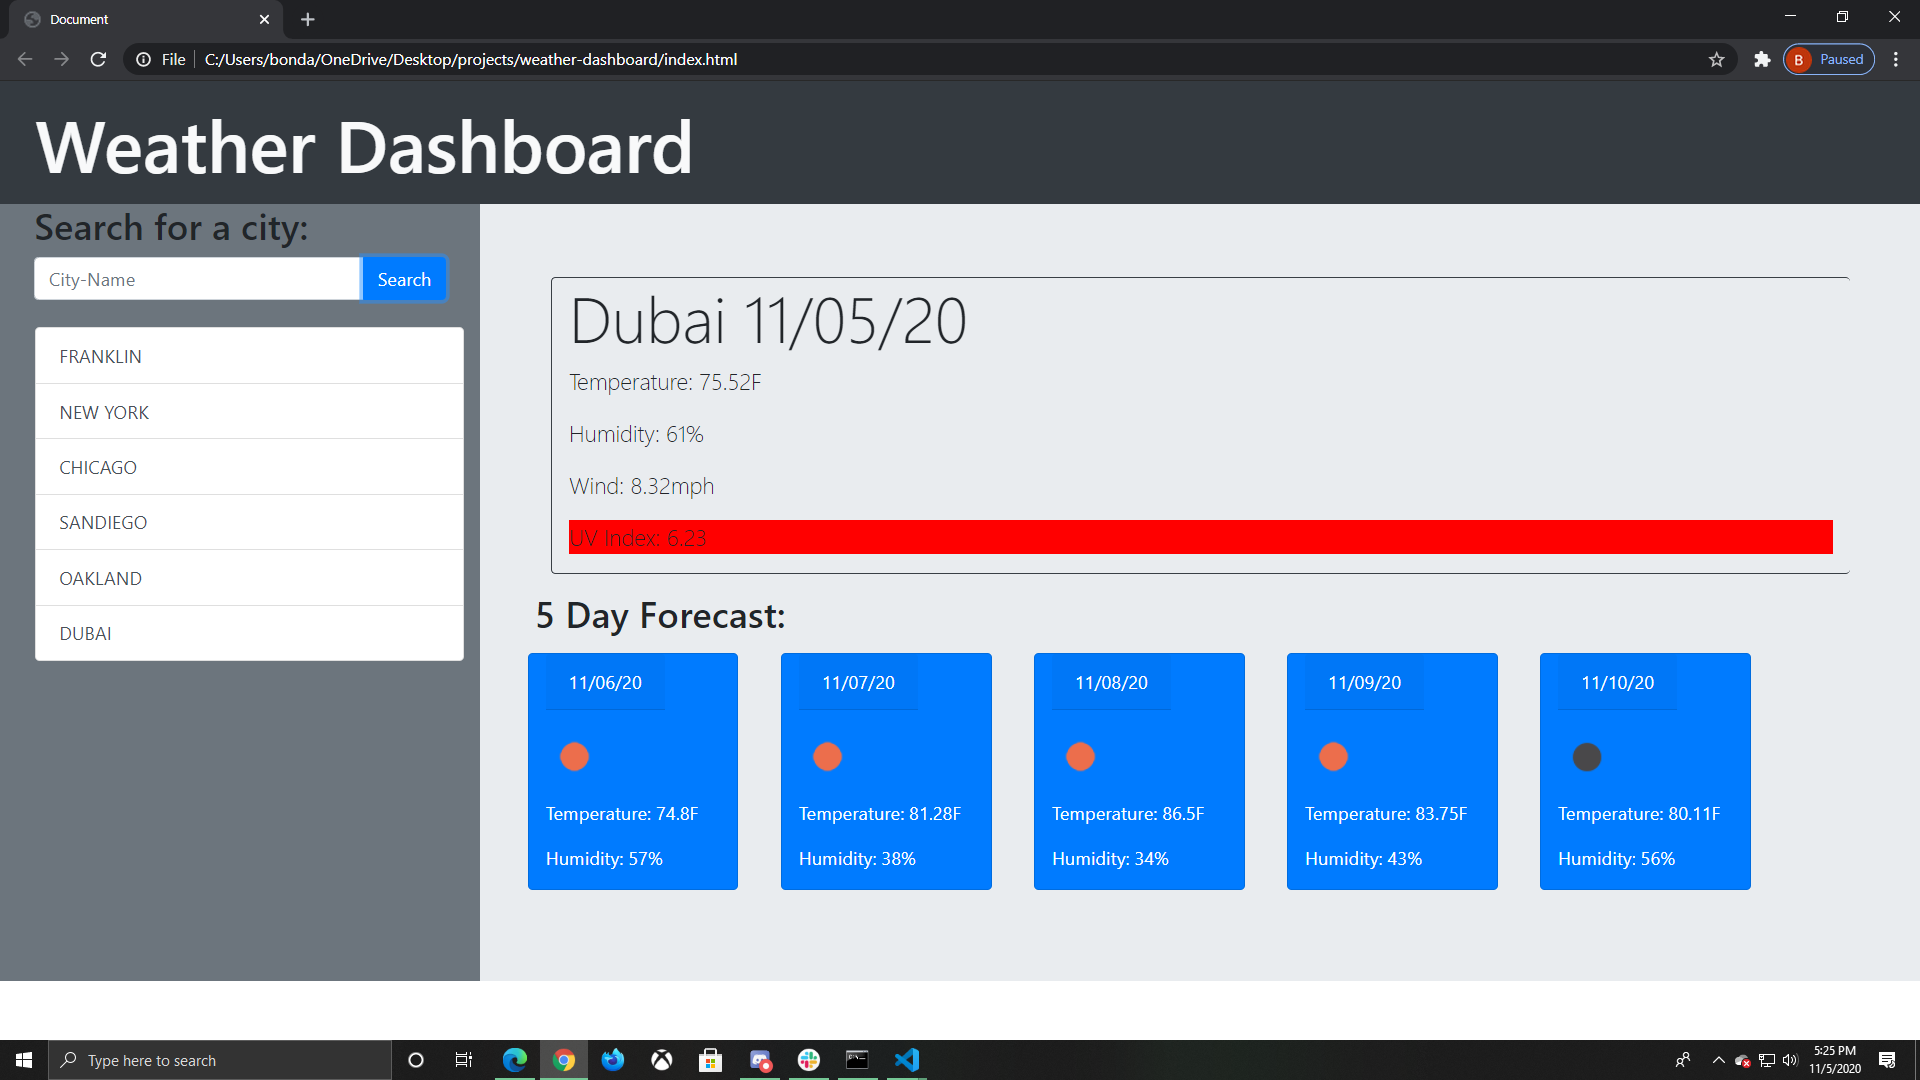 Document
File C:/Users/bonda/OneDrive/Desktop/projects/weather-dashboard/index.html
B Paused
Weather Dashboard
Search for a city:
City-Name Search
FRANKLIN
NEW YORK
CHICAGO
SANDIEGO
OAKLAND
DUBAI
Dubai 11/05/20
Temperature: 75.52F
Humidity: 61%
Wind: 8.32mph
UV Index: 6.23
5 Day Forecast:
11/06/20 11/07/20 11/08/20 11/09/20 11/10/20
Temperature: 74.8F Temperature: 81.28F Temperature: 86.5F Temperature: 83.75F Temperature: 80.11F
Humidity: 57% Humidity: 38% Humidity: 34% Humidity: 43% Humidity: 56%
Type here to search
5:25 PM
11/5/2020